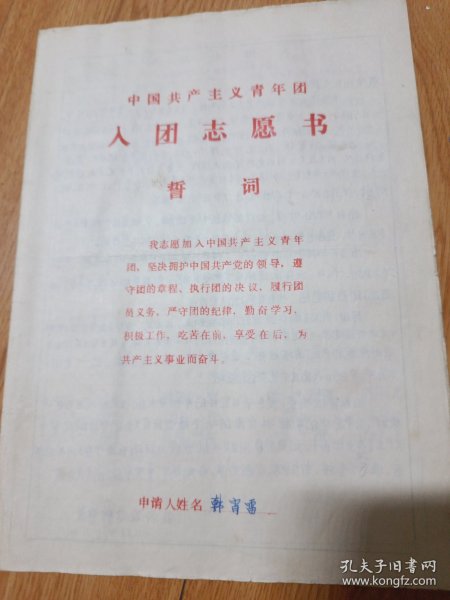 中国共产主义青年团
入团志愿书
誓 词
我志愿加入中国共产主义青年
团，坚决拥护中国共产党的领导，遵
守团的章程、执行团的决议，履行团
员义务，严守团的纪律，勤奋学习，
积极工作，吃苦在前，享受在后，为
共产主义事业而奋斗。
申请人姓名 韩宵雷
孔夫子旧书网
www.kongfz.com